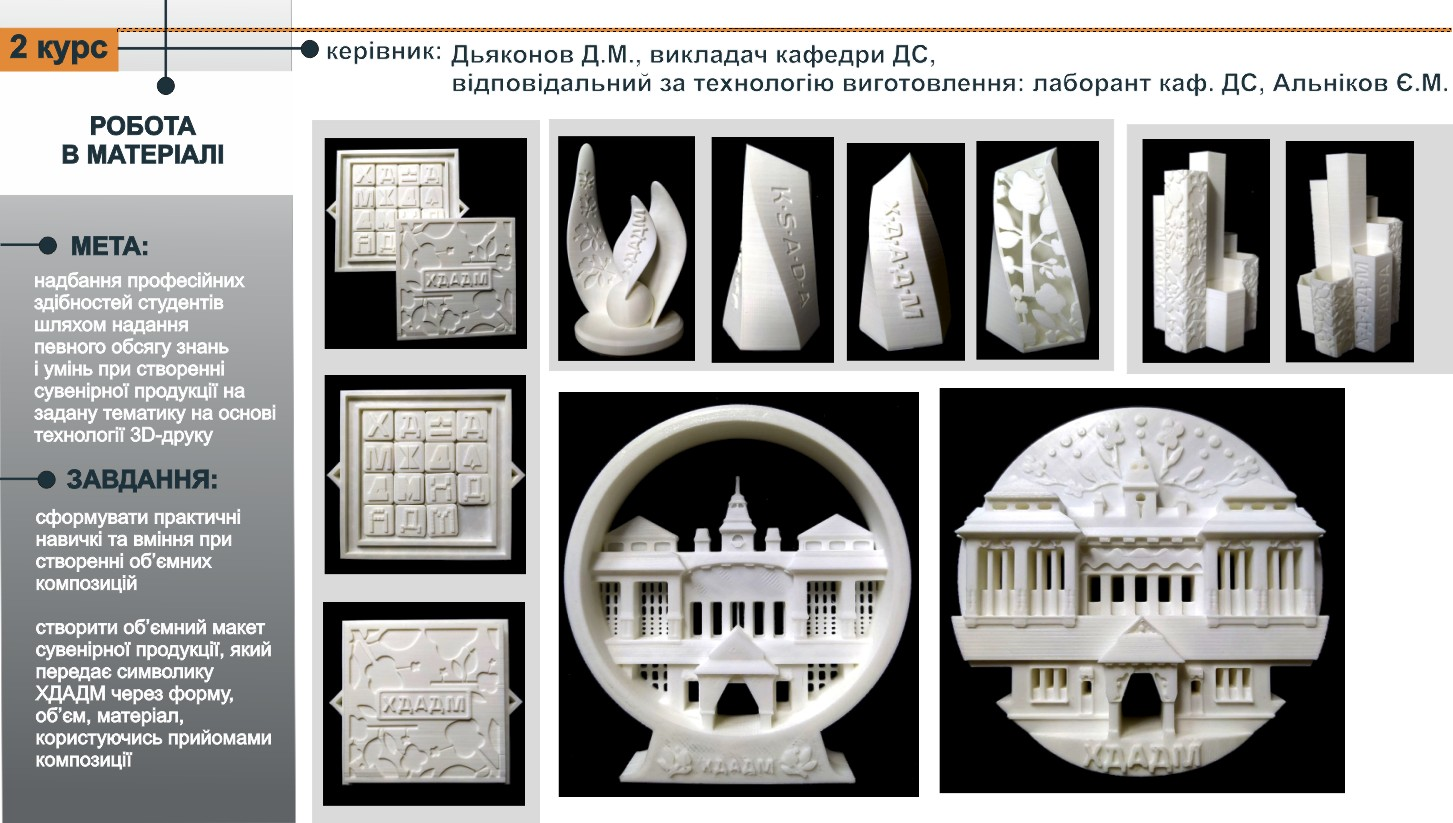 2 курс
керівник: Дьяконов Д.М., викладач кафедри ДС,
відповідальний за технологію виготовлення: лаборант каф. ДС, Альніков Є.М.
РОБОТА
В МАТЕРІАЛІ
МЕТА:
надбання професійних
здібностей студентів
шляхом надання
певного обсягу знань
і умінь при створенні
сувенірної продукції на
задану тематику на основі
технології 3D-друку
ЗАВДАННЯ:
сформувати практичні
навичкі та вміння при
створенні об’ємних
композицій
створити об’ємний макет
сувенірної продукції, який
передає символику
ХДАДМ через форму,
об’єм, матеріал,
користуючись прийомами
композиції
ХДАДМ
K·S·A·D·A
Х·Д·А·Д·М
ХДАДМ
ХДАДМ
ХДАДМ